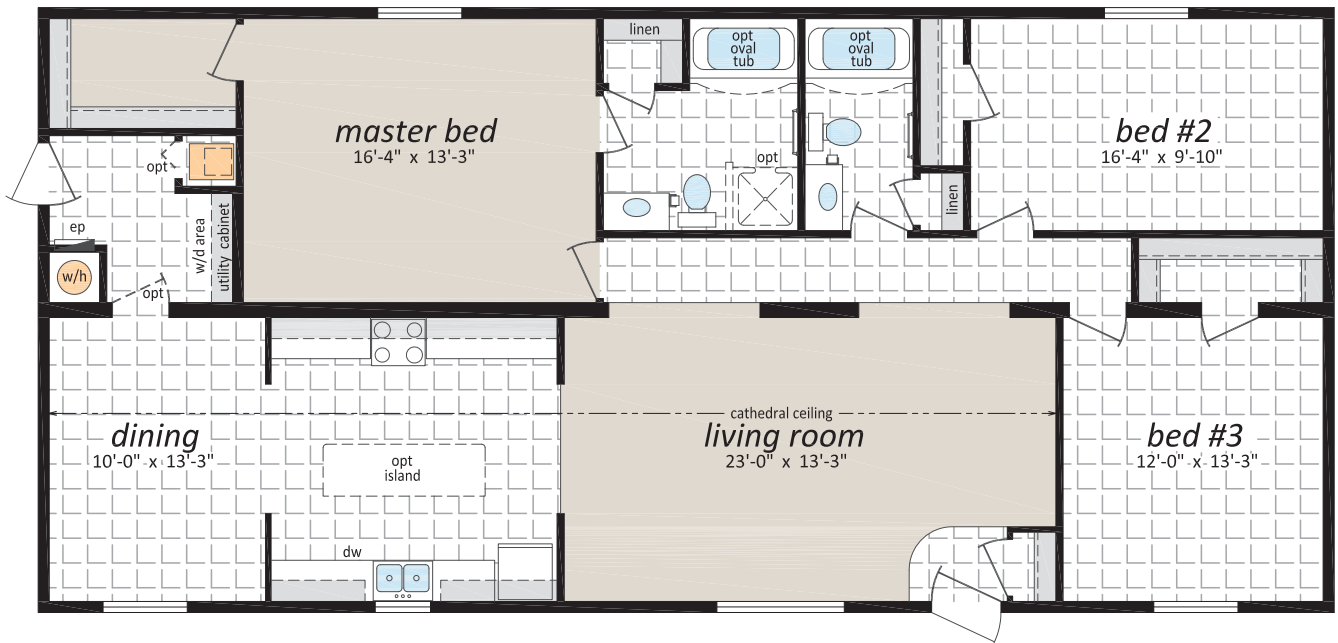 linen
opt
oval
tub
opt
oval
tub
master bed
16'-4" x 13'-3"
bed #2
16'-4" x 9'-10"
opt
opt
linen
ep
w/d area
utility cabinet
w/h
opt
cathedral ceiling
dining
10'-0" x 13'-3"
living room
23'-0" x 13'-3"
bed #3
12'-0" x 13'-3"
opt
island
dw